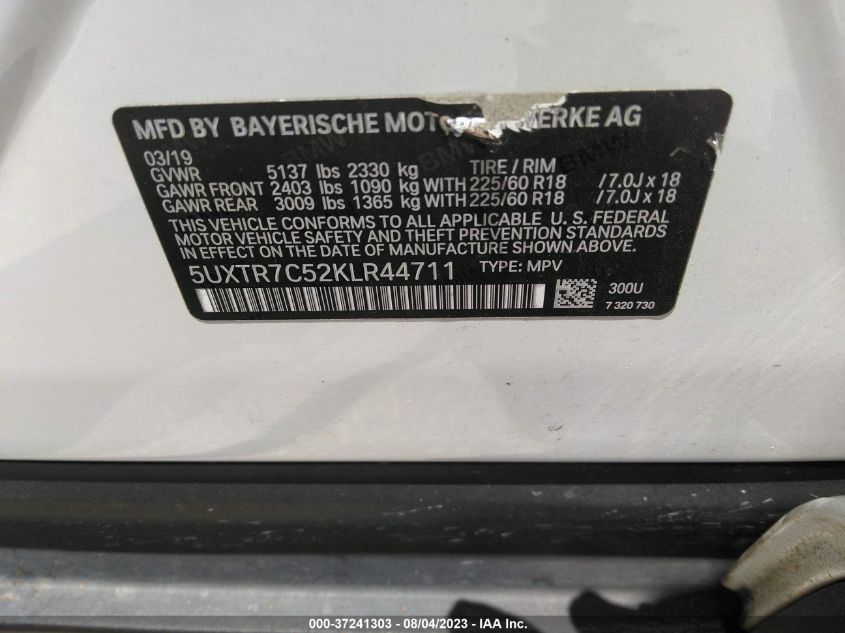 MFD BY BAYERISCHE MOT ERKE AG
03/19
GVWR 5137 lbs 2330 kg TIRE / RIM
GAWR FRONT 2403 lbs 1090 kg WITH 225/60 R18 / 7.0J x 18
GAWR REAR 3009 lbs 1365 kg WITH 225/60 R18 / 7.0J x 18
THIS VEHICLE CONFORMS TO ALL APPLICABLE U. S. FEDERAL
MOTOR VEHICLE SAFETY AND THEFT PREVENTION STANDARDS
IN EFFECT ON THE DATE OF MANUFACTURE SHOWN ABOVE.
5UXTR7C52KLR44711 TYPE: MPV
300U
7 320 730
000-37241303 - 08/04/2023 - IAA Inc.